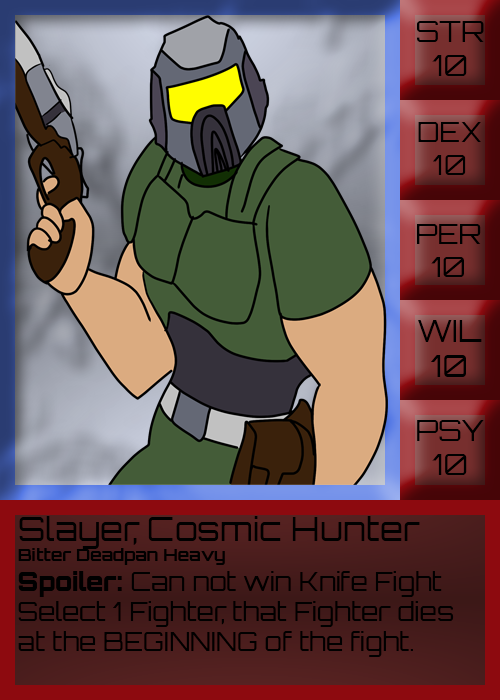 STR
10
DEX
10
PER
10
WIL
10
PSY
10
Slayer, Cosmic Hunter
Bitter Deadpan Heavy
Spoiler: Can not win Knife Fight
Select 1 Fighter, that Fighter dies
at the BEGINNING of the fight.